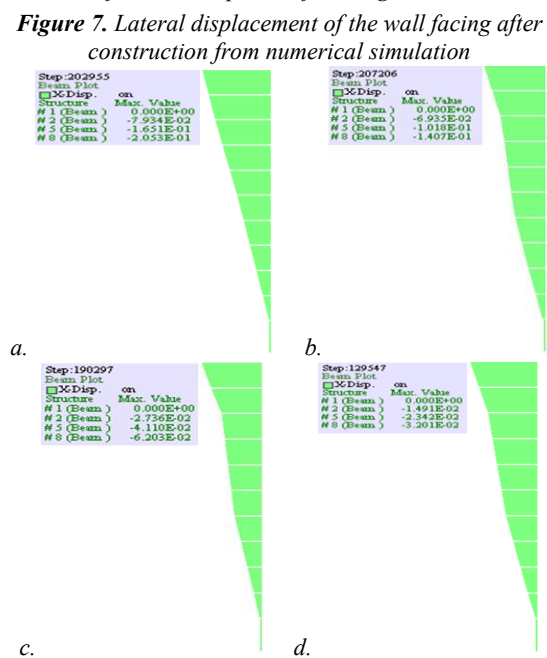 Figure 7. Lateral displacement of the wall facing after
construction from numerical simulation
Step:202955
Beam Plot
X-Disp. on
Structure Max. Value
# 1 (Beam ) 0.000E+00
# 2 (Beam ) -7.934E-02
# 5 (Beam ) -1.651E-01
# 8 (Beam ) -2.053E-01
a.
Step:207206
Beam Plot
X-Disp. on
Structure Max. Value
# 1 (Beam ) 0.000E+00
# 2 (Beam ) -6.935E-02
# 5 (Beam ) -1.018E-01
# 8 (Beam ) -1.407E-01
b.
Step:190297
Beam Plot
X-Disp. on
Structure Max. Value
# 1 (Beam ) 0.000E+00
# 2 (Beam ) -2.736E-02
# 5 (Beam ) -4.110E-02
# 8 (Beam ) -6.203E-02
c.
Step:129547
Beam Plot
X-Disp. on
Structure Max. Value
# 1 (Beam ) 0.000E+00
# 2 (Beam ) -1.491E-02
# 5 (Beam ) -2.342E-02
# 8 (Beam ) -3.201E-02
d.